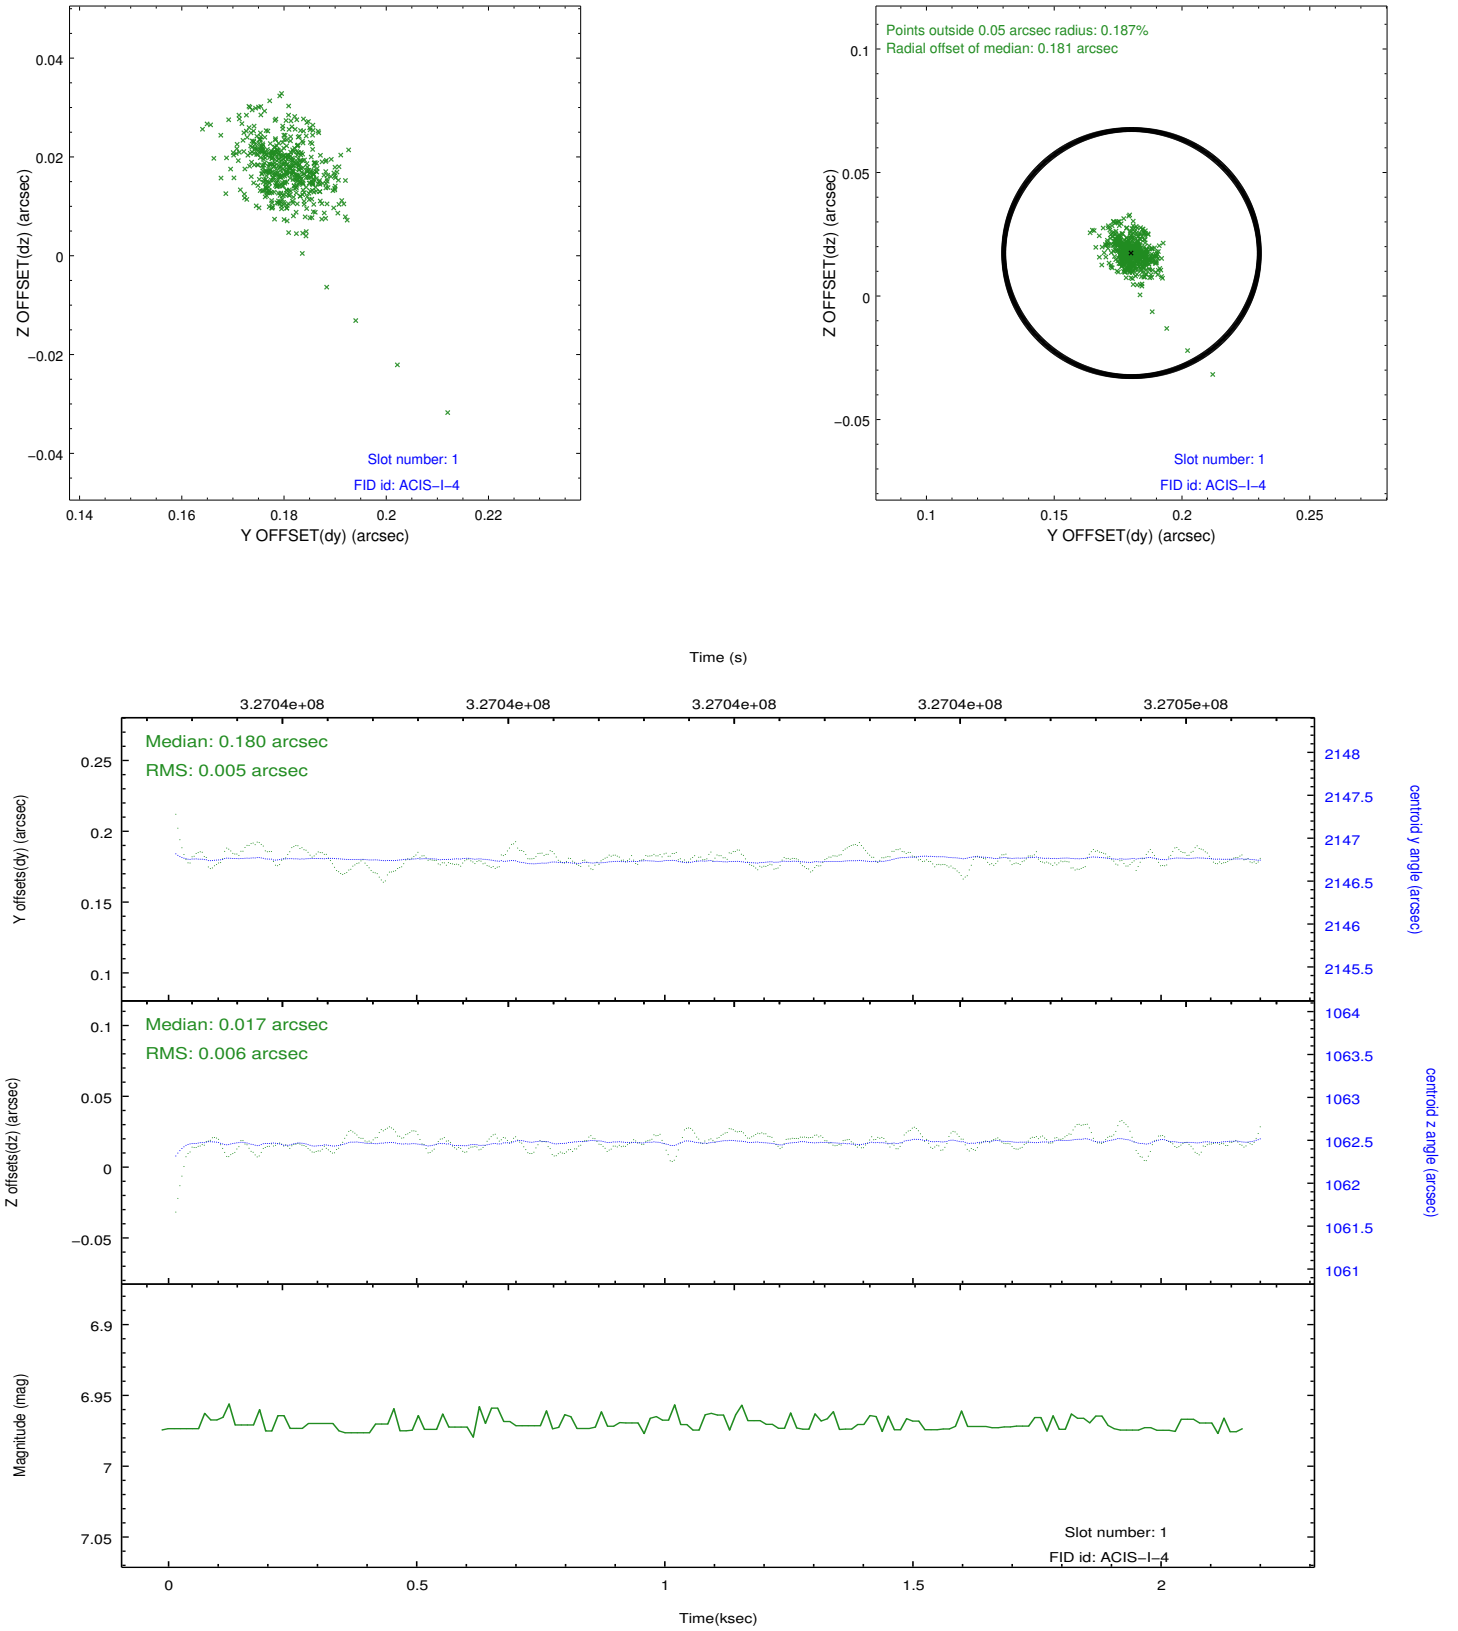 0.04
0.02
0
−0.02
−0.04
Z OFFSET(dz) (arcsec)
Slot number: 1
FID id: ACIS−I−4
0.14
0.16
0.18
0.2
0.22
Y OFFSET(dy) (arcsec)
Points outside 0.05 arcsec radius: 0.187%
Radial offset of median: 0.181 arcsec
0.1
0.05
0
−0.05
Z OFFSET(dz) (arcsec)
Slot number: 1
FID id: ACIS−I−4
0.1
0.15
0.2
0.25
Y OFFSET(dy) (arcsec)
Time (s)
3.2704e+08
3.2704e+08
3.2704e+08
3.2704e+08
3.2705e+08
Median: 0.180 arcsec
RMS: 0.005 arcsec
0.25
0.2
0.15
0.1
Y offsets(dy) (arcsec)
2148
2147.5
2147
2146.5
2146
2145.5
centroid y angle (arcsec)
Median: 0.017 arcsec
RMS: 0.006 arcsec
0.1
0.05
0
−0.05
Z offsets(dz) (arcsec)
1064
1063.5
1063
1062.5
1062
1061.5
1061
centroid z angle (arcsec)
6.9
6.95
7
7.05
Magnitude (mag)
Slot number: 1
FID id: ACIS−I−4
0
0.5
1
1.5
2
Time(ksec)